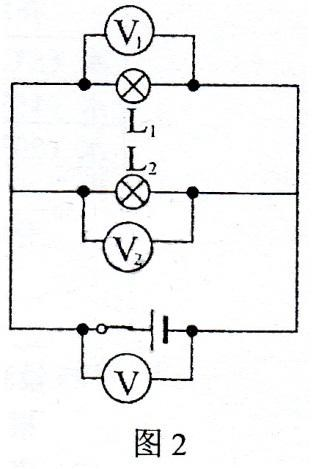 V₁
L₁
L₂
V₂
V
图 2